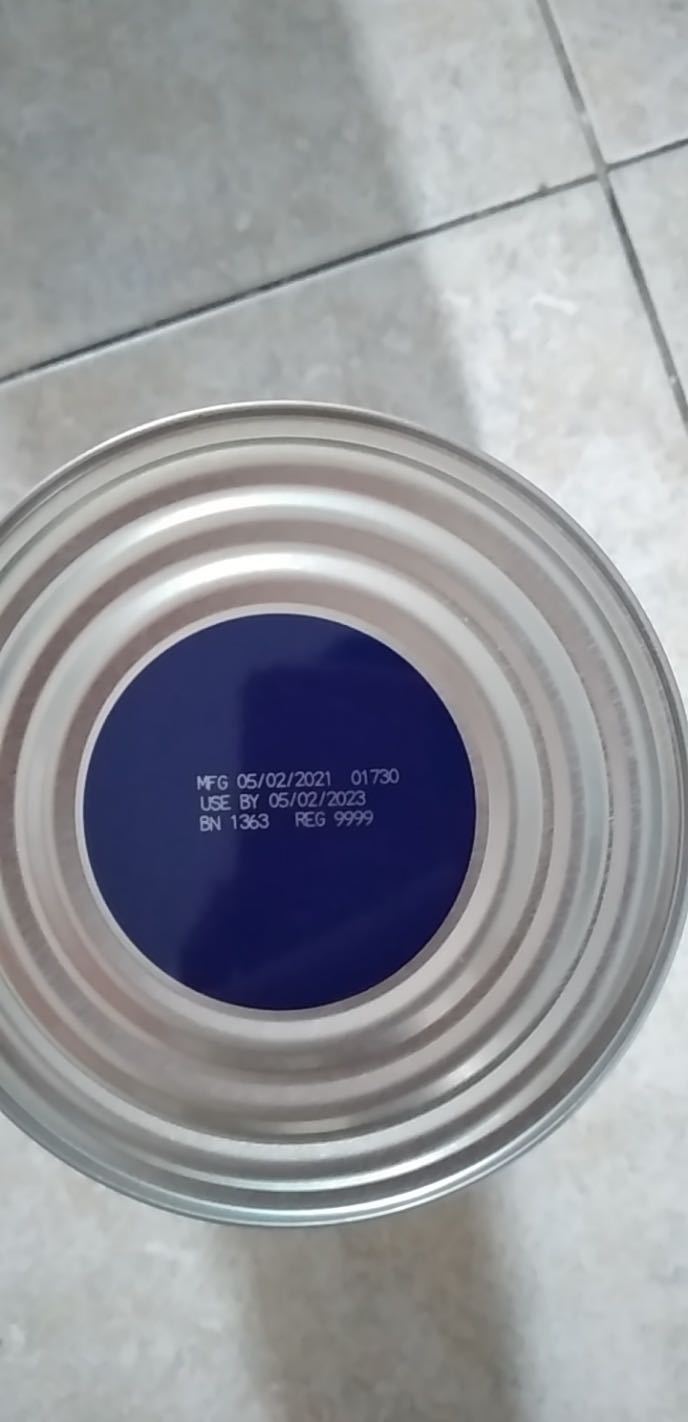 MFG 05/02/2021 01730
USE BY 05/02/2023
BN 1363 REG 9999